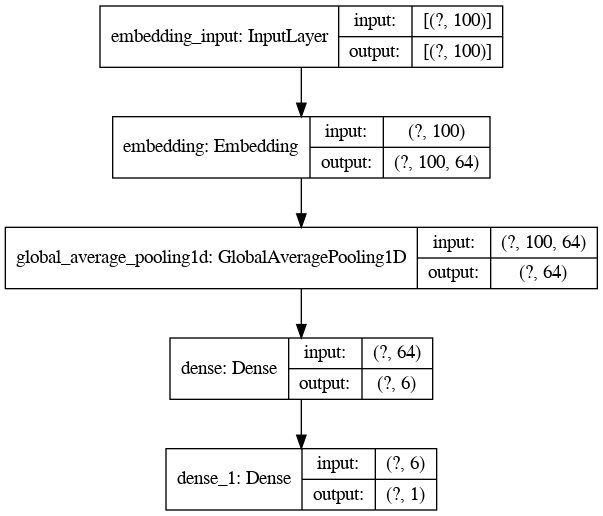 embedding_input: InputLayer
input: [(?, 100)]
output: [(?, 100)]
embedding: Embedding
input: (?, 100)
output: (?, 100, 64)
global_average_pooling1d: GlobalAveragePooling1D
input: (?, 100, 64)
output: (?, 64)
dense: Dense
input: (?, 64)
output: (?, 6)
dense_1: Dense
input: (?, 6)
output: (?, 1)